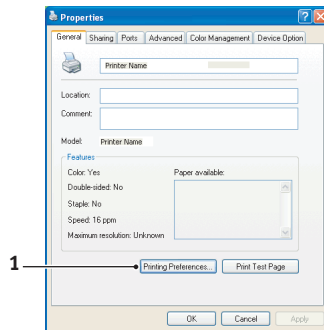 Properties
General Sharing Ports Advanced Color Management Device Option
Printer Name
Location:
Comment:
Model: Printer Name
Features
Color: Yes Paper available:
Double-sided: No
Staple: No
Speed: 16 ppm
Maximum resolution: Unknown
1 Printing Preferences... Print Test Page
OK Cancel Apply